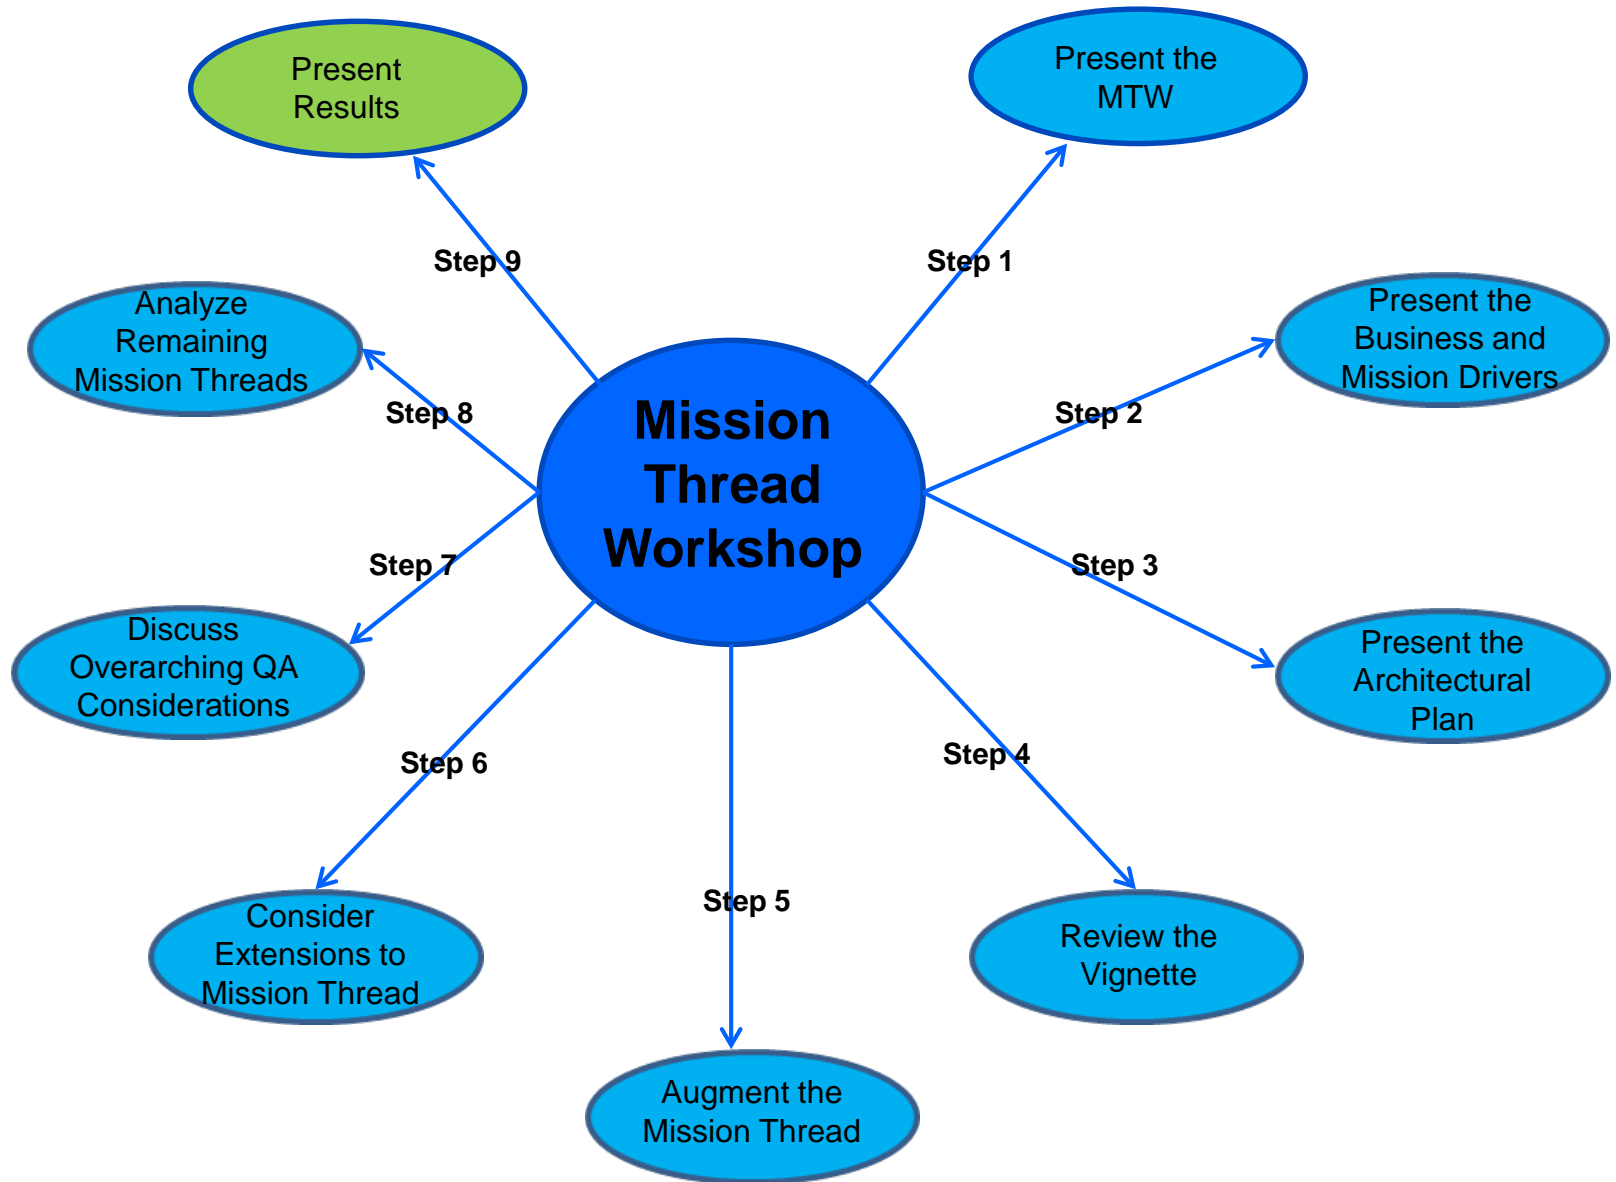 Present
Results
Present the
MTW
Step 9
Step 1
Analyze
Remaining
Mission Threads
Present the
Business and
Mission Drivers
Step 8
Step 2
Mission
Thread
Workshop
Step 7
Step 3
Discuss
Overarching QA
Considerations
Present the
Architectural
Plan
Step 6
Step 4
Step 5
Consider
Extensions to
Mission Thread
Review the
Vignette
Augment the
Mission Thread